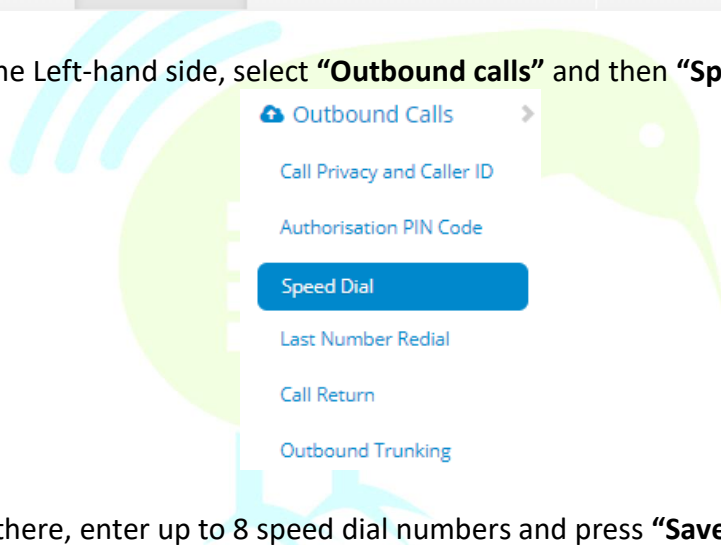 ne Left-hand side, select “Outbound calls” and then “Sp
Outbound Calls
Call Privacy and Caller ID
Authorisation PIN Code
Speed Dial
Last Number Redial
Call Return
Outbound Trunking
there, enter up to 8 speed dial numbers and press “Save